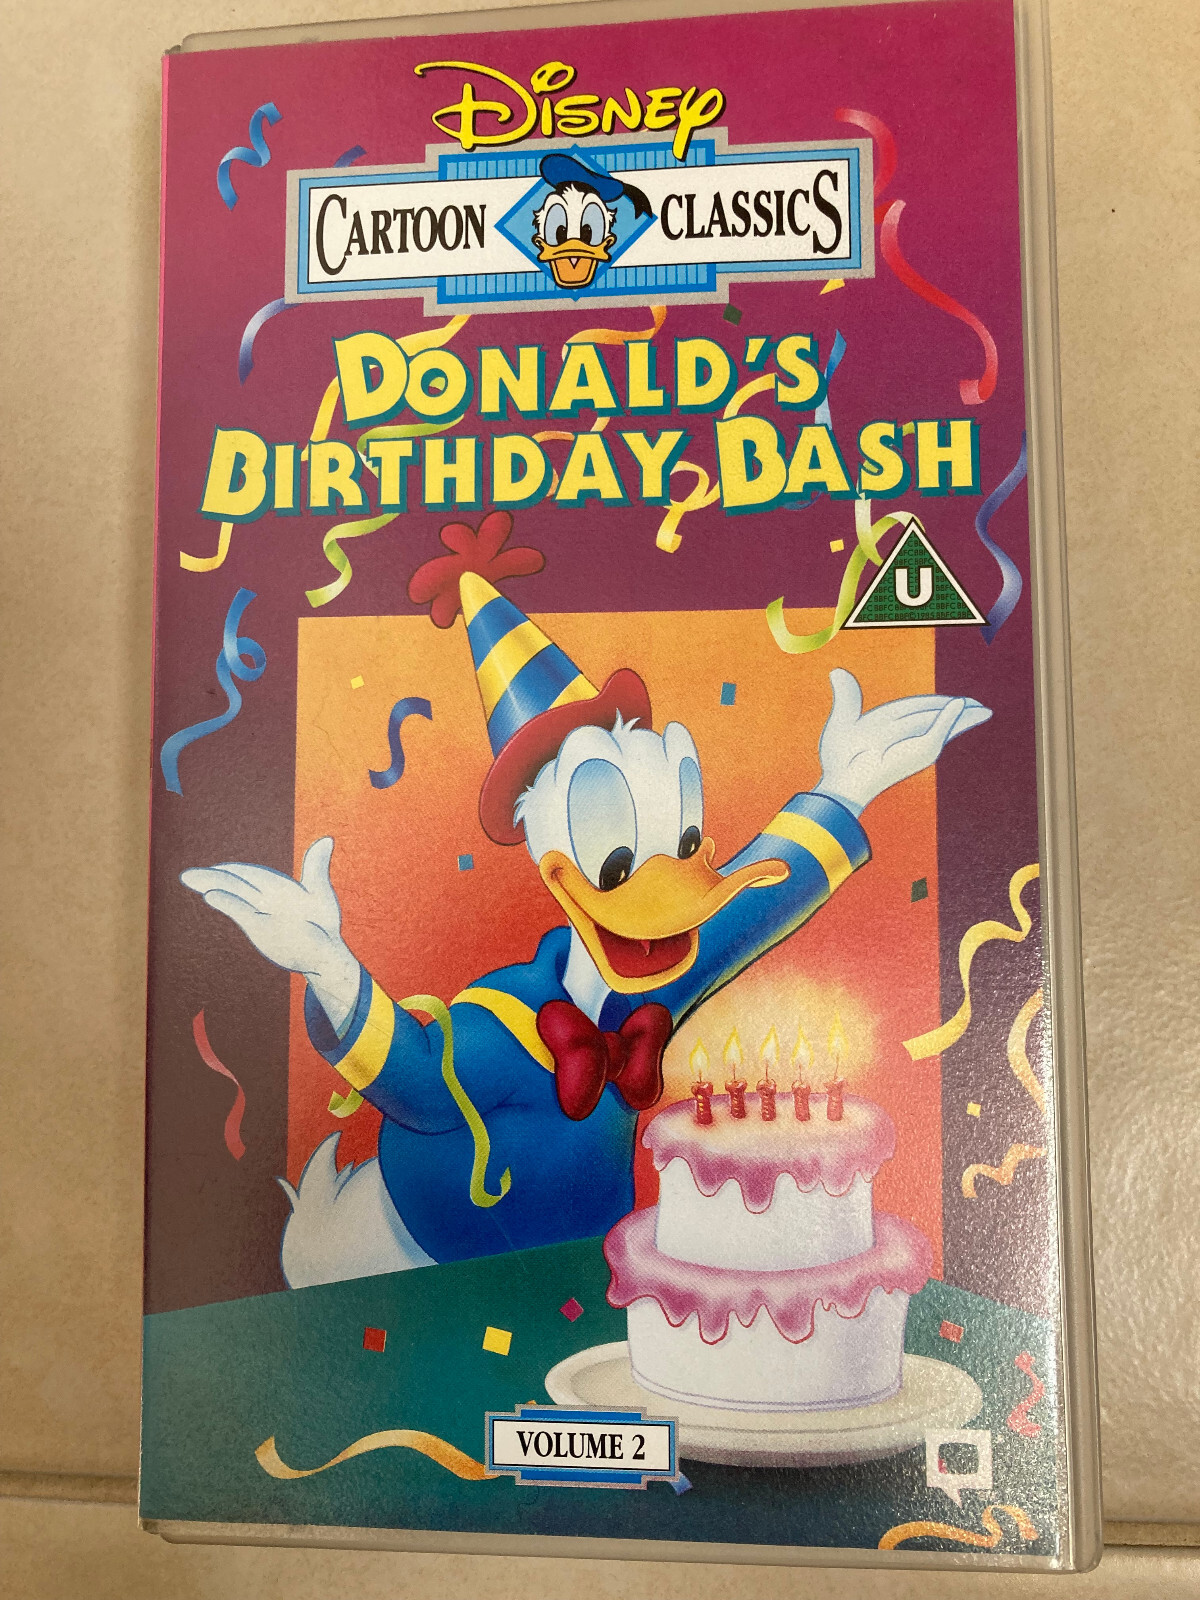 DISNEY
CARTOON CLASSICS
DONALD'S
BIRTHDAY BASH
U
VOLUME 2